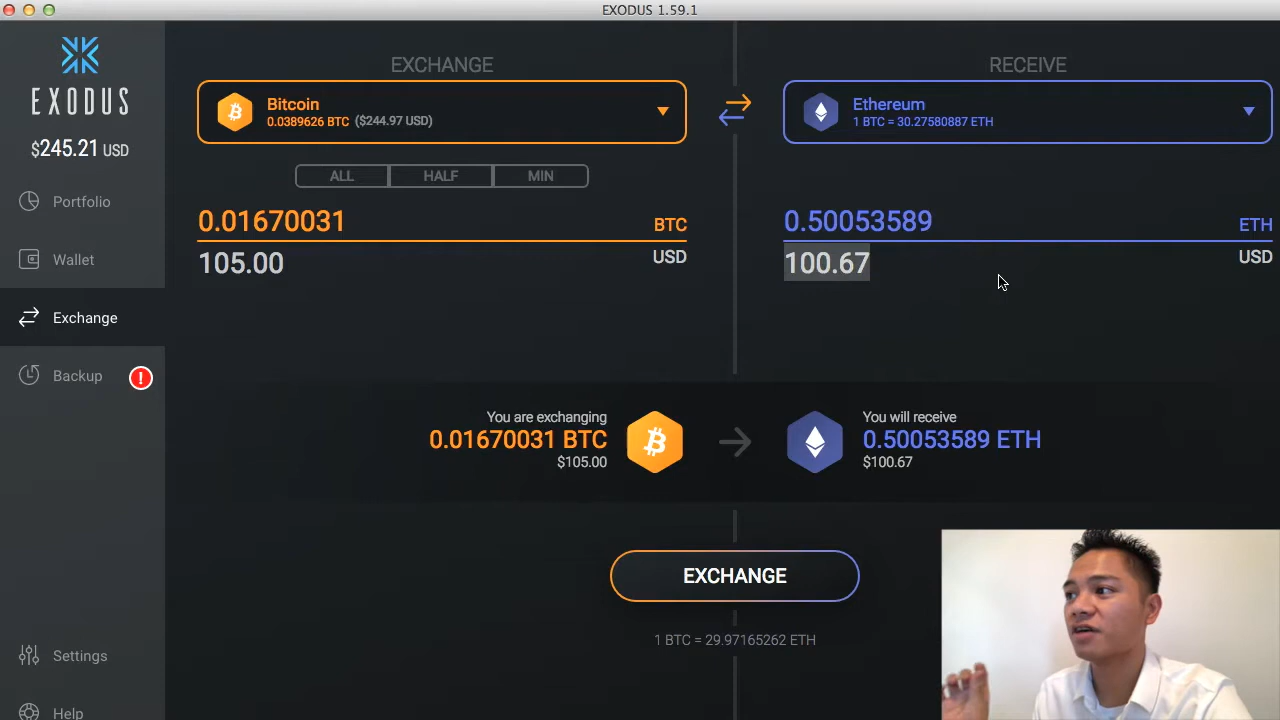 EXODUS 1.59.1
EXODUS
$245.21 USD
Portfolio
Wallet
Exchange
Backup
!
Settings
Help
EXCHANGE
Bitcoin
0.0389626 BTC ($244.97 USD)
ALL HALF MIN
0.01670031 BTC
105.00 USD
RECEIVE
Ethereum
1 BTC = 30.27580887 ETH
0.50053589 ETH
100.67 USD
You are exchanging
0.01670031 BTC
$105.00
You will receive
0.50053589 ETH
$100.67
EXCHANGE
1 BTC = 29.97165262 ETH